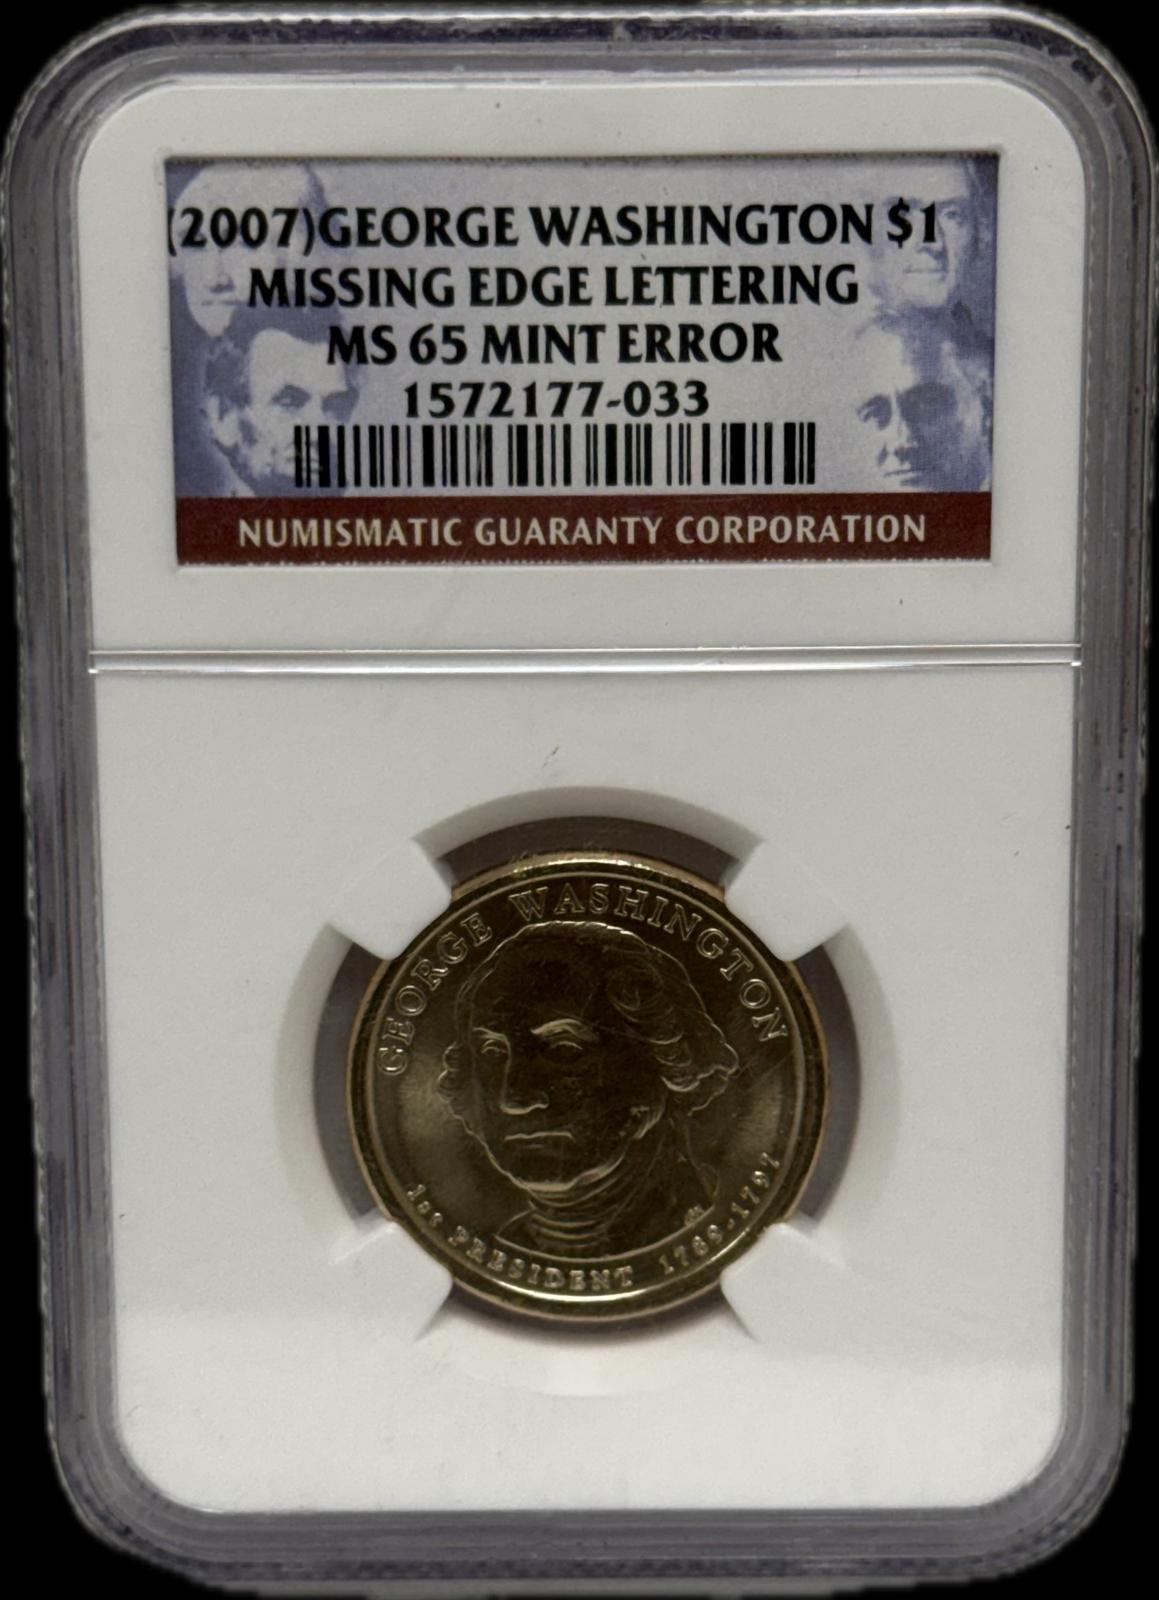 (2007)GEORGE WASHINGTON $1
MISSING EDGE LETTERING
MS 65 MINT ERROR
1572177-033
NUMISMATIC GUARANTY CORPORATION
GEORGE WASHINGTON
1st PRESIDENT 1789-1797